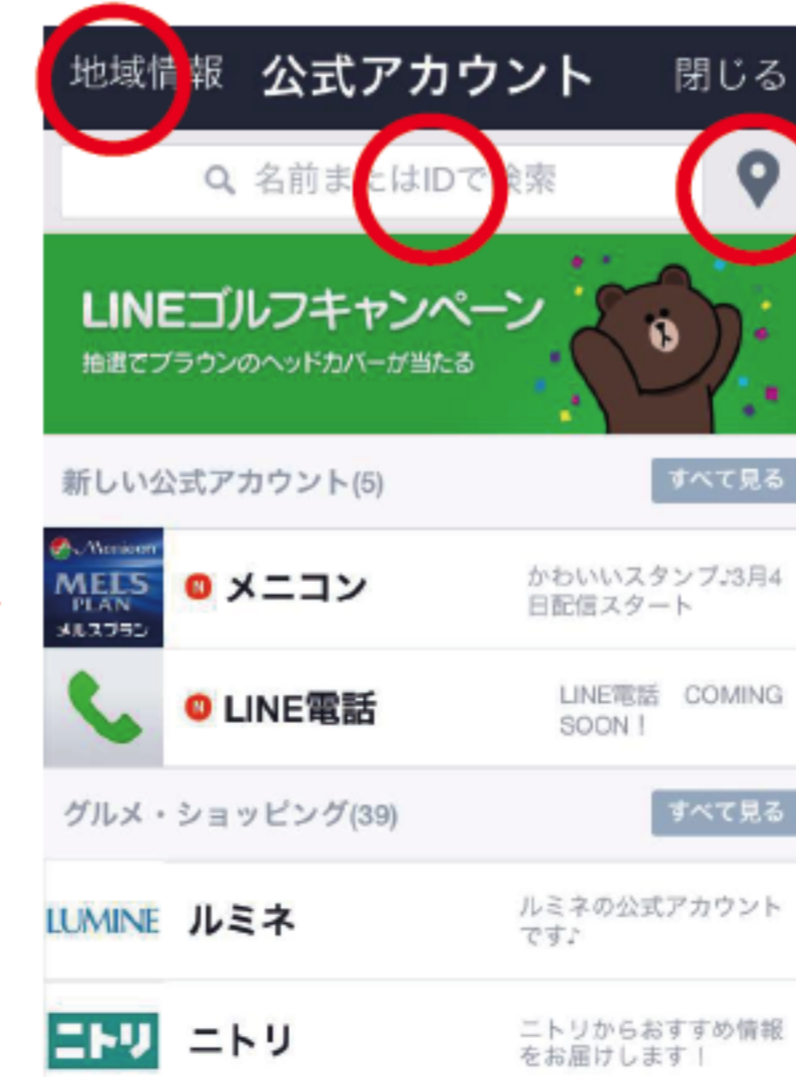 地域情報 公式アカウント 閉じる
名前またはIDで検索
LINEゴルフキャンペーン
抽選でブラウンのヘッドカバーが当たる
新しい公式アカウント(5) すべて見る
Menicon
MELS
PLAN
メルスプラン
N メニコン
かわいいスタンプ♪3月4
日配信スタート
N LINE電話
LINE電話 COMING
SOON！
グルメ・ショッピング(39) すべて見る
LUMINE ルミネ
ルミネの公式アカウント
です♪
ニトリ ニトリ
ニトリからおすすめ情報
をお届けします！